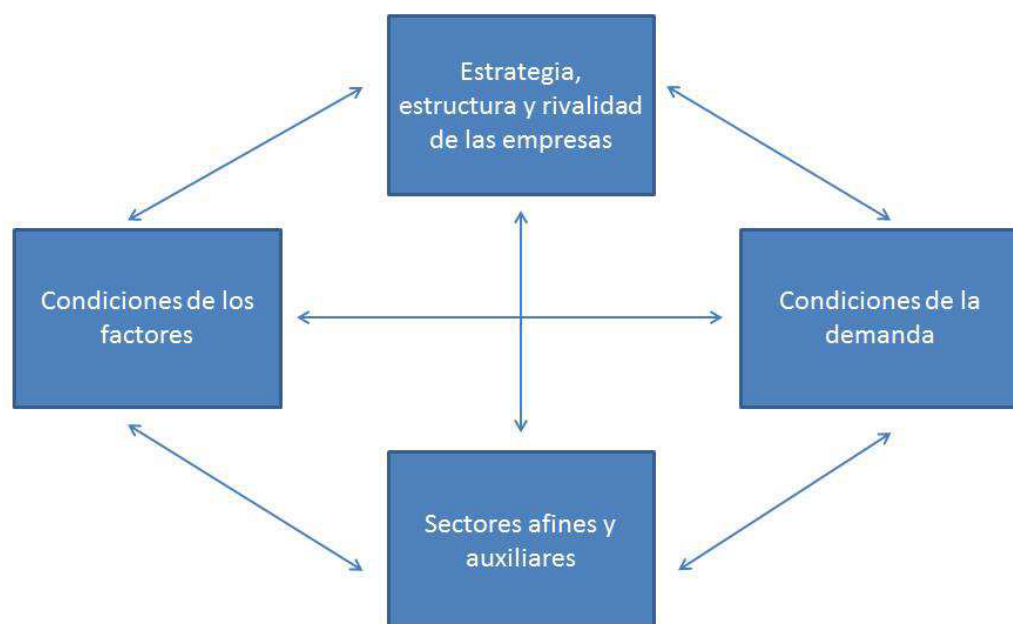 Estrategia,
estructura y rivalidad
de las empresas
Condiciones de los
factores
Condiciones de la
demanda
Sectores afines y
auxiliares